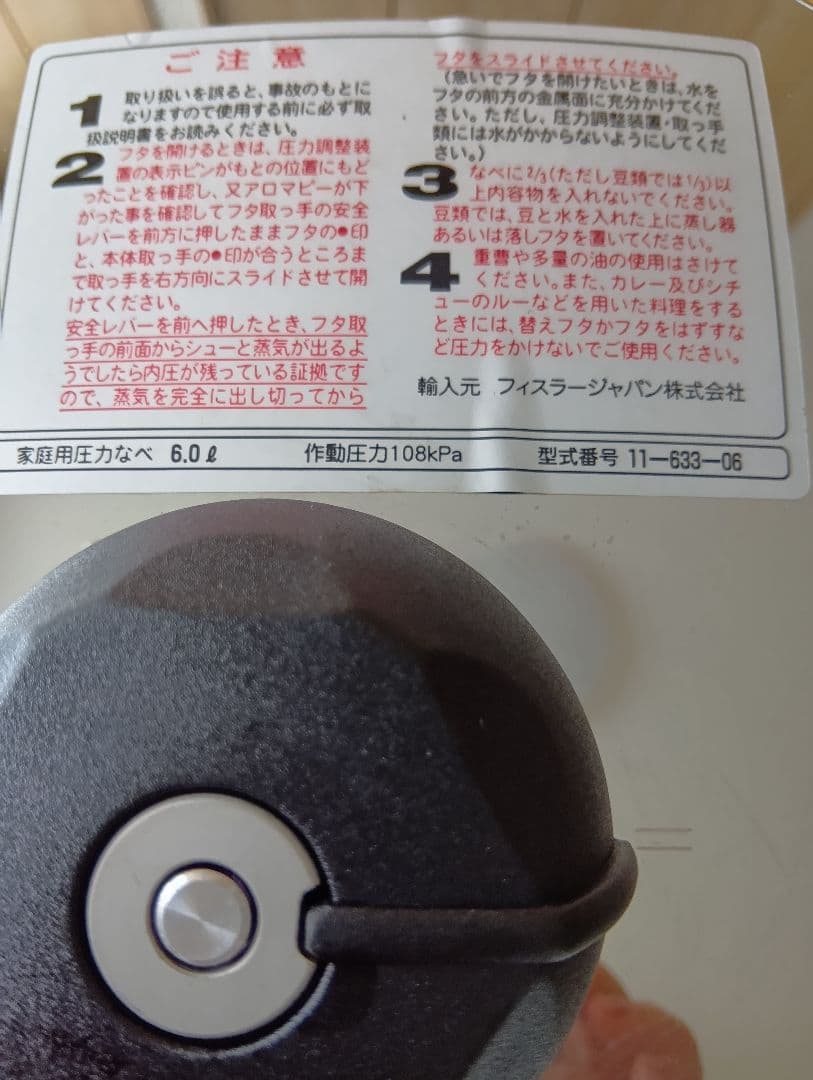 ご注意
1 取り扱いを誤ると、事故のもとに
なりますので使用する前に必ず取
扱説明書をお読みください。
2 フタを開けるときは、圧力調整装
置の表示ピンがもとの位置にもど
ったことを確認し、又アロマピーが下
がった事を確認してフタ取っ手の安全
レバーを前方に押したままフタの●印
と、本体取っ手の●印が合うところま
で取っ手を右方向にスライドさせて開
けてください。
安全レバーを前へ押したとき、フタ取
っ手の前面からシューと蒸気が出るよ
うでしたら内圧が残っている証拠です
ので、蒸気を完全に出し切ってから
フタをスライドさせてください。
(急いでフタを開けたいときは、水を
フタの前方の金属面に充分かけてくだ
さい。ただし、圧力調整装置・取っ手
類には水がかからないようにしてくだ
さい。)
3 なべに2/3(ただし豆類では1/3)以
上内容物を入れないでください。
豆類では、豆と水を入れた上に蒸し器
あるいは落しフタを置いてください。
4 重曹や多量の油の使用はさけて
ください。また、カレー及びシチ
ューのルーなどを用いた料理をする
ときには、替えフタかフタをはずすな
ど圧力をかけないでご使用ください。
輸入元 フィスラージャパン株式会社
家庭用圧力なべ 6.0ℓ 作動圧力108kPa 型式番号 11-633-06